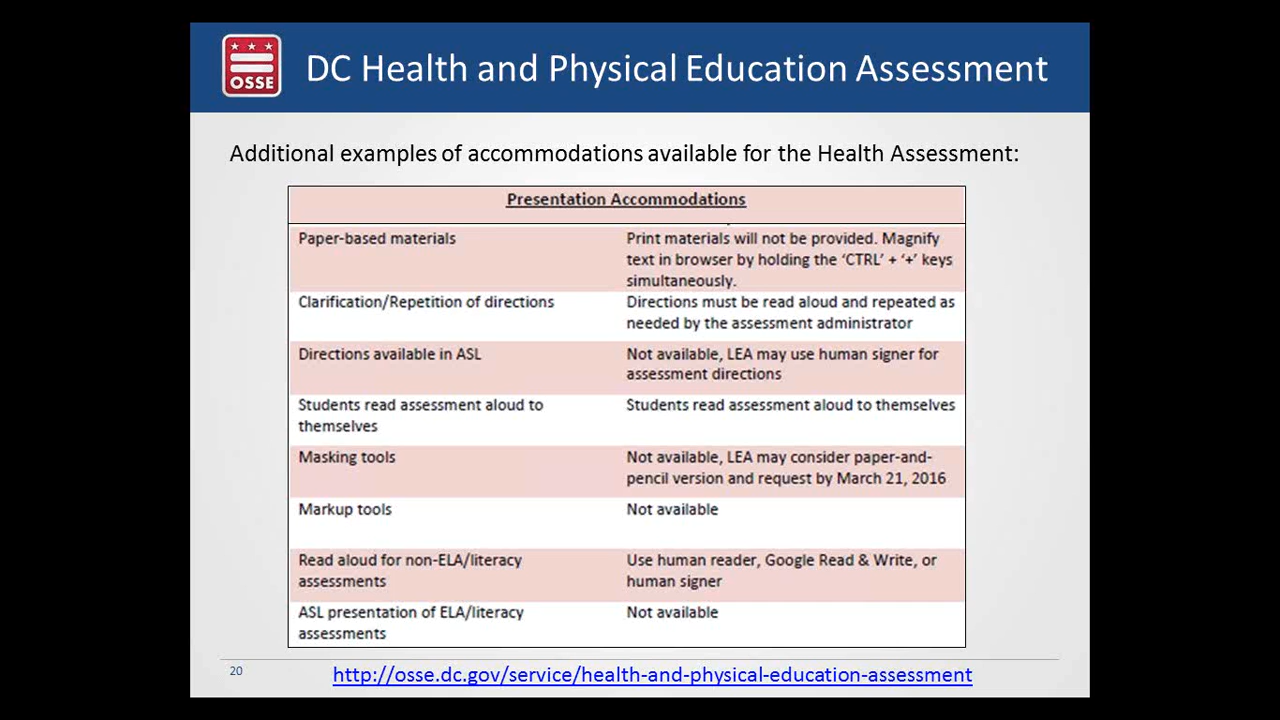 OSSE
DC Health and Physical Education Assessment
Additional examples of accommodations available for the Health Assessment:
Presentation Accommodations
Paper-based materials
Print materials will not be provided. Magnify
text in browser by holding the ‘CTRL’ + ‘+’ keys
simultaneously.
Clarification/Repetition of directions
Directions must be read aloud and repeated as
needed by the assessment administrator
Directions available in ASL
Not available, LEA may use human signer for
assessment directions
Students read assessment aloud to
themselves
Students read assessment aloud to themselves
Masking tools
Not available, LEA may consider paper-and-
pencil version and request by March 21, 2016
Markup tools
Not available
Read aloud for non-ELA/literacy
assessments
Use human reader, Google Read & Write, or
human signer
ASL presentation of ELA/literacy
assessments
Not available
20
http://osse.dc.gov/service/health-and-physical-education-assessment